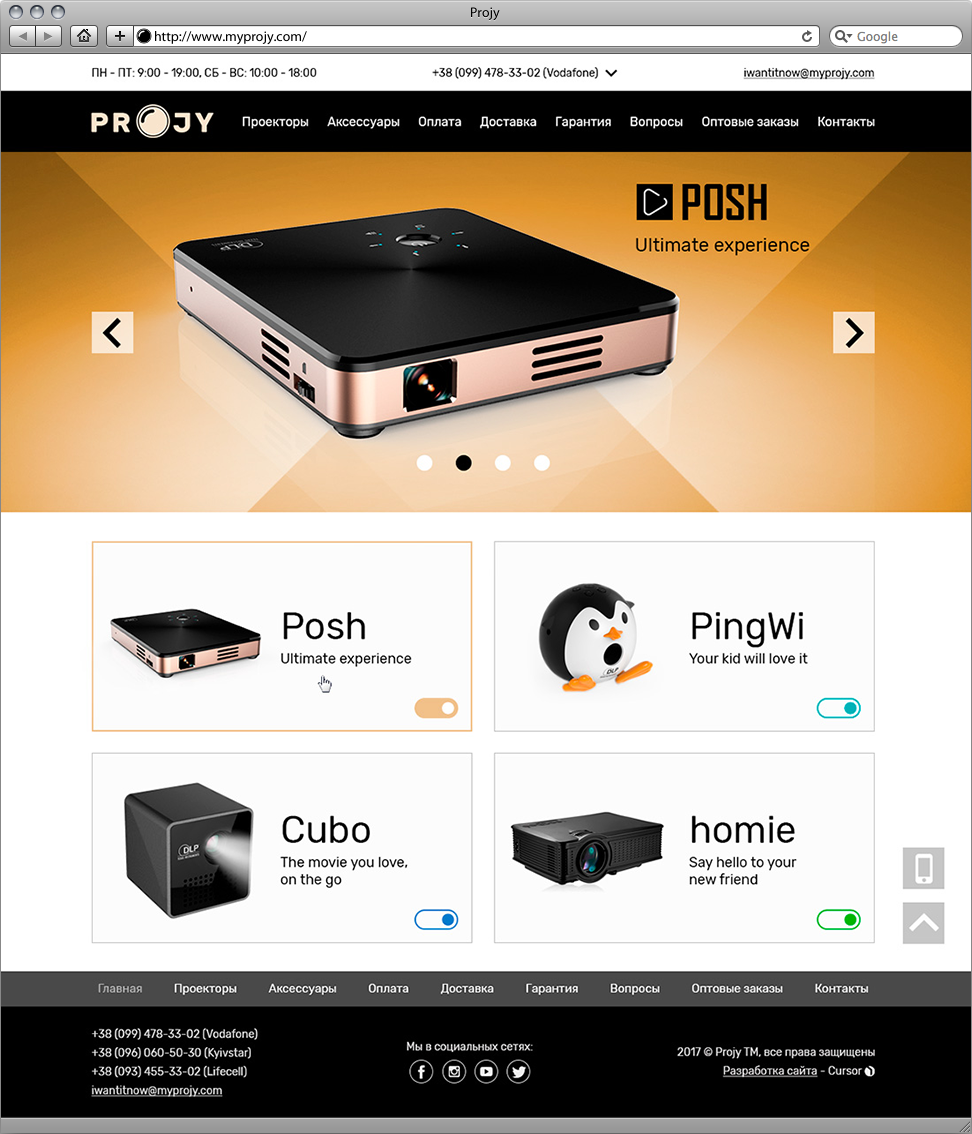 Projy
http://www.myprojy.com/
Google
ПН - ПТ: 9:00 - 19:00, СБ - ВС: 10:00 - 18:00
+38 (099) 478-33-02 (Vodafone)
iwantitnow@myprojy.com
PROJY
Проекторы Аксессуары Оплата Доставка Гарантия Вопросы Оптовые заказы Контакты
POSH
Ultimate experience
DLP
Posh
Ultimate experience
PingWi
Your kid will love it
DLP
Cubo
The movie you love,
on the go
DLP
homie
Say hello to your
new friend
Главная Проекторы Аксессуары Оплата Доставка Гарантия Вопросы Оптовые заказы Контакты
+38 (099) 478-33-02 (Vodafone)
+38 (096) 060-50-30 (Kyivstar)
+38 (093) 455-33-02 (Lifecell)
iwantitnow@myprojy.com
Мы в социальных сетях:
2017 © Projy TM, все права защищены
Разработка сайта - Cursor